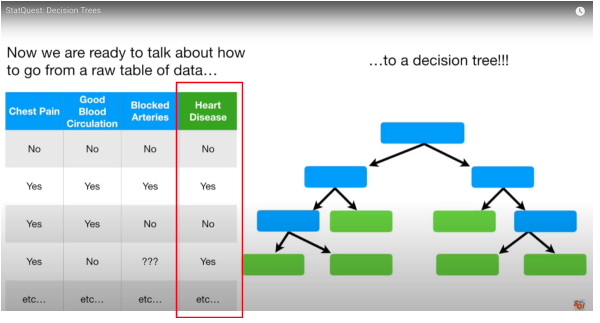 StatQuest: Decision Trees
Now we are ready to talk about how
to go from a raw table of data…
…to a decision tree!!!
Chest Pain
Good
Blood
Circulation
Blocked
Arteries
Heart
Disease
No No No No
Yes Yes Yes Yes
Yes Yes No No
Yes No ??? Yes
etc… etc… etc… etc…